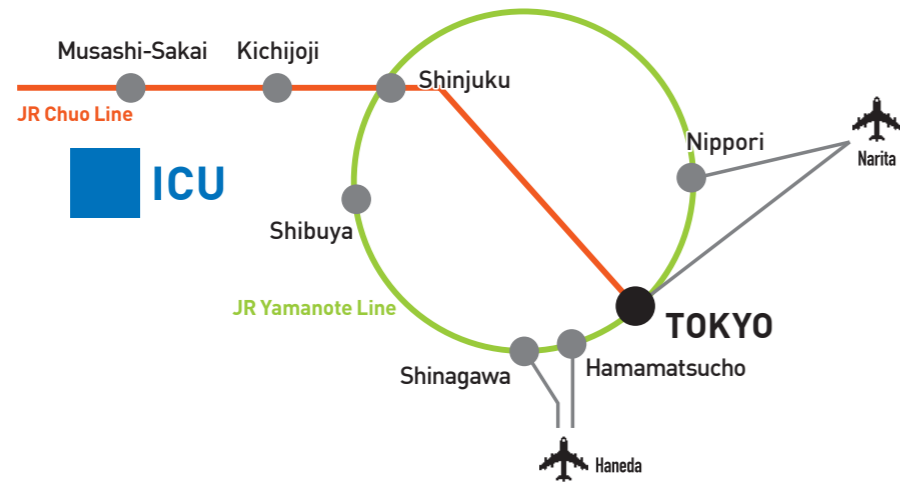 Musashi-Sakai
Kichijoji
Shinjuku
JR Chuo Line
Nippori
Narita
ICU
Shibuya
JR Yamanote Line
TOKYO
Shinagawa
Hamamatsucho
Haneda